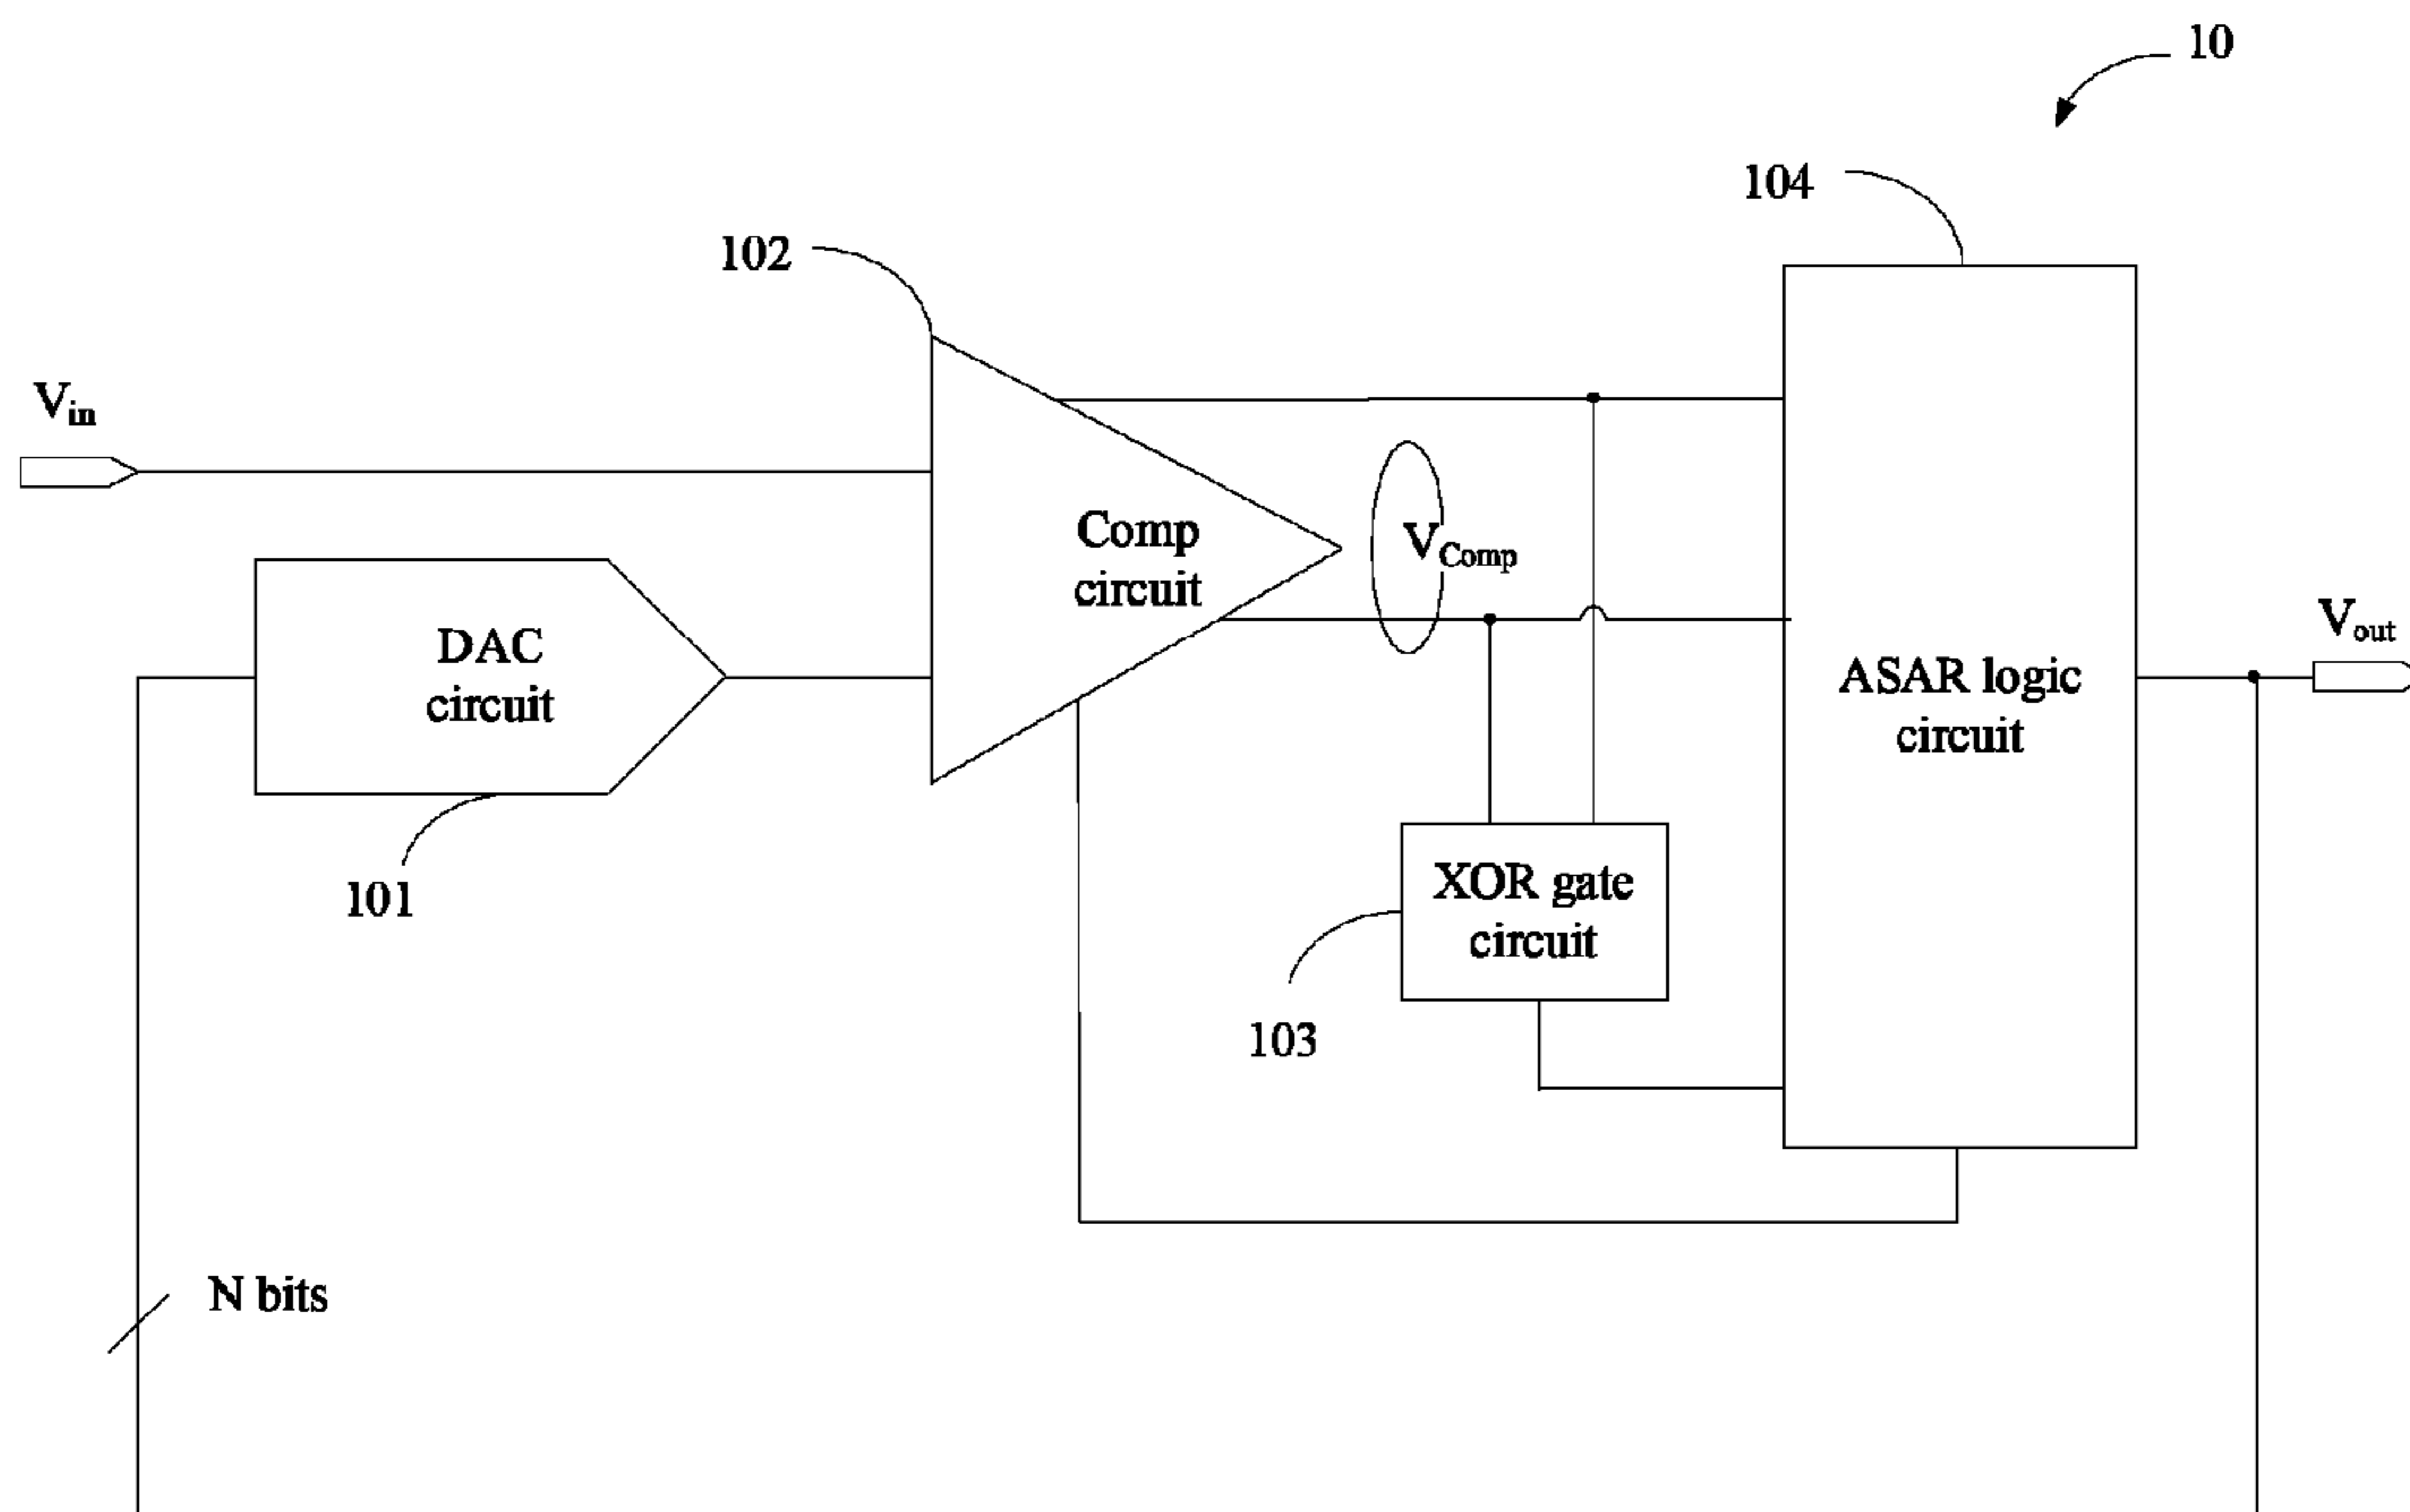 10
104
102
Vin
Comp
circuit
VComp
DAC
circuit
Vout
ASAR logic
circuit
XOR gate
circuit
101
103
N bits